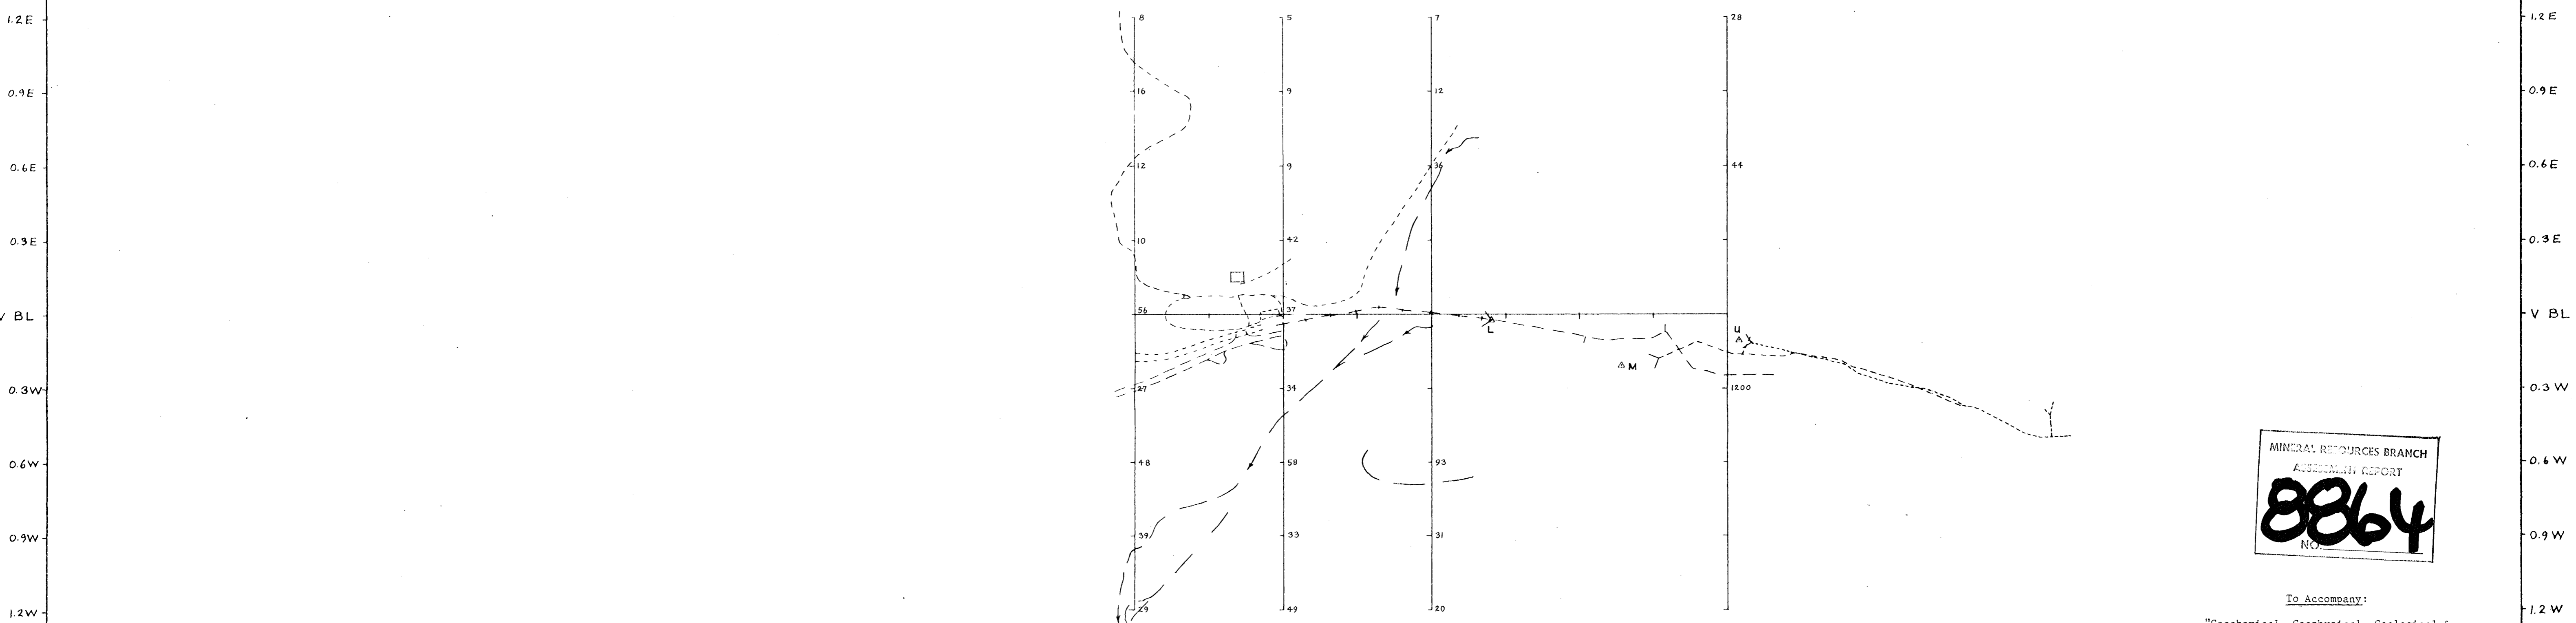 1.2E 8 5 7 28 1.2E
0.9E 16 9 12 0.9E
0.6E 12 9 36 44 0.6E
0.3E 10 42 0.3E
V BL 56 37 L U V BL
M
0.3W 27 34 1200 0.3W
MINERAL RESOURCES BRANCH
ASSESSMENT REPORT
8864
NO.
0.6W 48 58 93 0.6W
0.9W 39 33 31 0.9W
1.2W 29 49 20 1.2W
To Accompany:
"Geochemical, Geophysical, Geological &